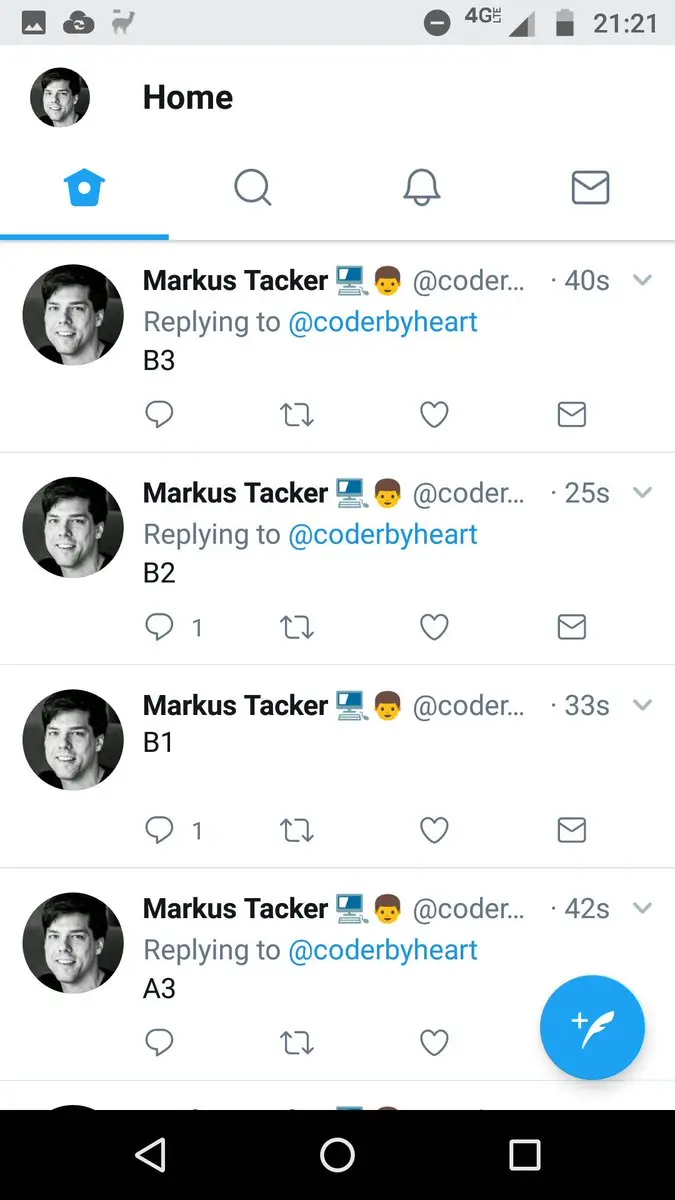 4G LTE 21:21
Home
Markus Tacker 🖥️👨 @coder... · 40s
Replying to @coderbyheart
B3
Markus Tacker 🖥️👨 @coder... · 25s
Replying to @coderbyheart
B2
1
Markus Tacker 🖥️👨 @coder... · 33s
B1
1
Markus Tacker 🖥️👨 @coder... · 42s
Replying to @coderbyheart
A3